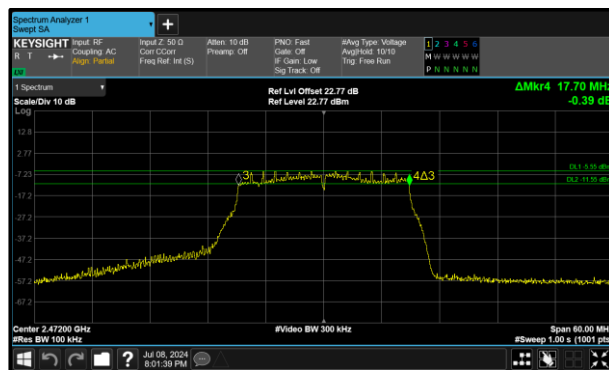 Spectrum Analyzer 1
Swept SA
+
KEYSIGHT
R T
Input: RF
Coupling: AC
Align: Partial
Input Z: 50 Ω
Corr CCorr
Freq Ref: Int (S)
Atten: 10 dB
Preamp: Off
PNO: Fast
Gate: Off
IF Gain: Low
Sig Track: Off
#Avg Type: Voltage
Avg|Hold: 10/10
Trig: Free Run
1 2 3 4 5 6
M W W W W W
P N N N N N
1 Spectrum
Scale/Div 10 dB
Ref Lvl Offset 22.77 dB
Ref Level 22.77 dBm
ΔMkr4 17.70 MHz
-0.39 dB
Log
12.8
2.77
-7.23
-17.2
-27.2
-37.2
-47.2
-57.2
-67.2
3
4Δ3
DL1 -5.55 dBm
DL2 -11.55 dBm
Center 2.47200 GHz
#Res BW 100 kHz
#Video BW 300 kHz
Span 60.00 MHz
#Sweep 1.00 s (1001 pts)
?
Jul 08, 2024
8:01:39 PM